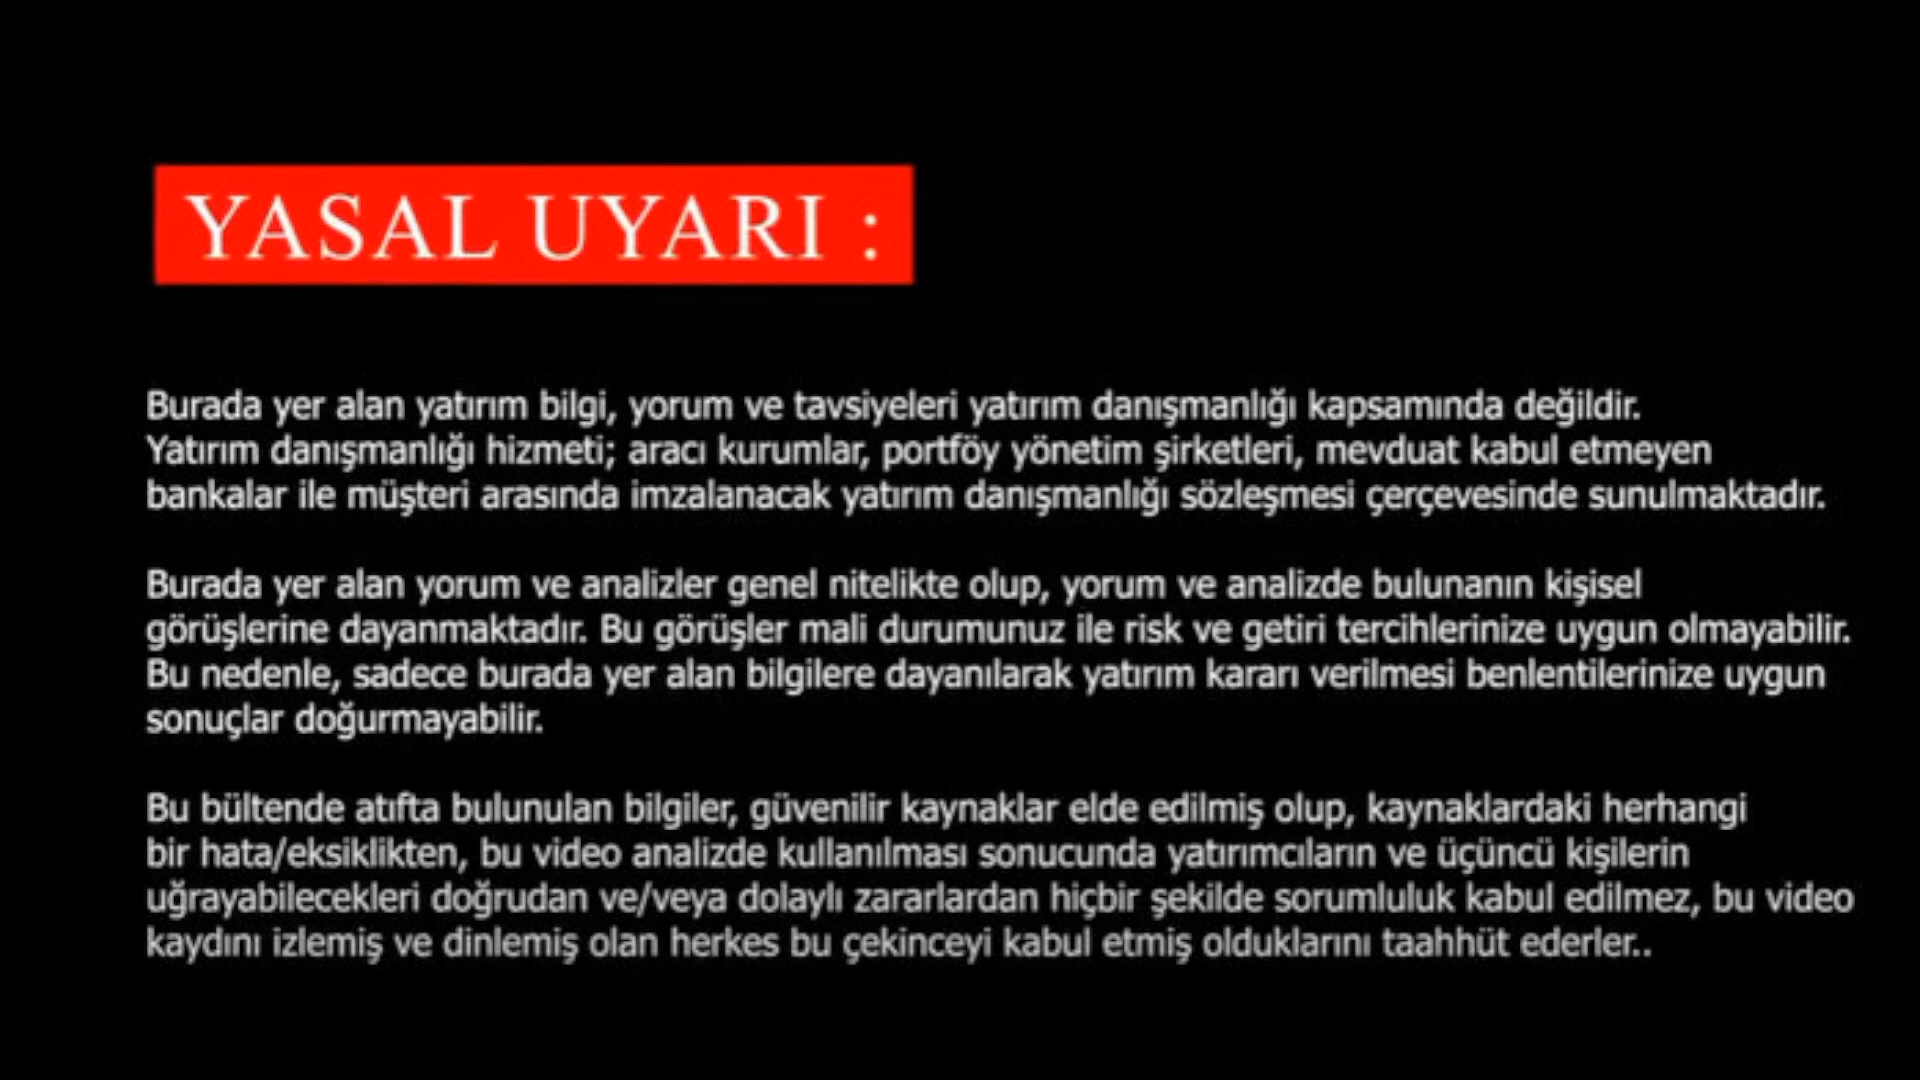 YASAL UYARI :
Burada yer alan yatırım bilgi, yorum ve tavsiyeleri yatırım danışmanlığı kapsamında değildir.
Yatırım danışmanlığı hizmeti; aracı kurumlar, portföy yönetim şirketleri, mevduat kabul etmeyen
bankalar ile müşteri arasında imzalanacak yatırım danışmanlığı sözleşmesi çerçevesinde sunulmaktadır.
Burada yer alan yorum ve analizler genel nitelikte olup, yorum ve analizde bulunanın kişisel
görüşlerine dayanmaktadır. Bu görüşler mali durumunuz ile risk ve getiri tercihlerinize uygun olmayabilir.
Bu nedenle, sadece burada yer alan bilgilere dayanılarak yatırım kararı verilmesi benlentilerinize uygun
sonuçlar doğurmayabilir.
Bu bültende atıfta bulunulan bilgiler, güvenilir kaynaklar elde edilmiş olup, kaynaklardaki herhangi
bir hata/eksiklikten, bu video analizde kullanılması sonucunda yatırımcıların ve üçüncü kişilerin
uğrayabilecekleri doğrudan ve/veya dolaylı zararlardan hiçbir şekilde sorumluluk kabul edilmez, bu video
kaydını izlemiş ve dinlemiş olan herkes bu çekinceyi kabul etmiş olduklarını taahhüt ederler..